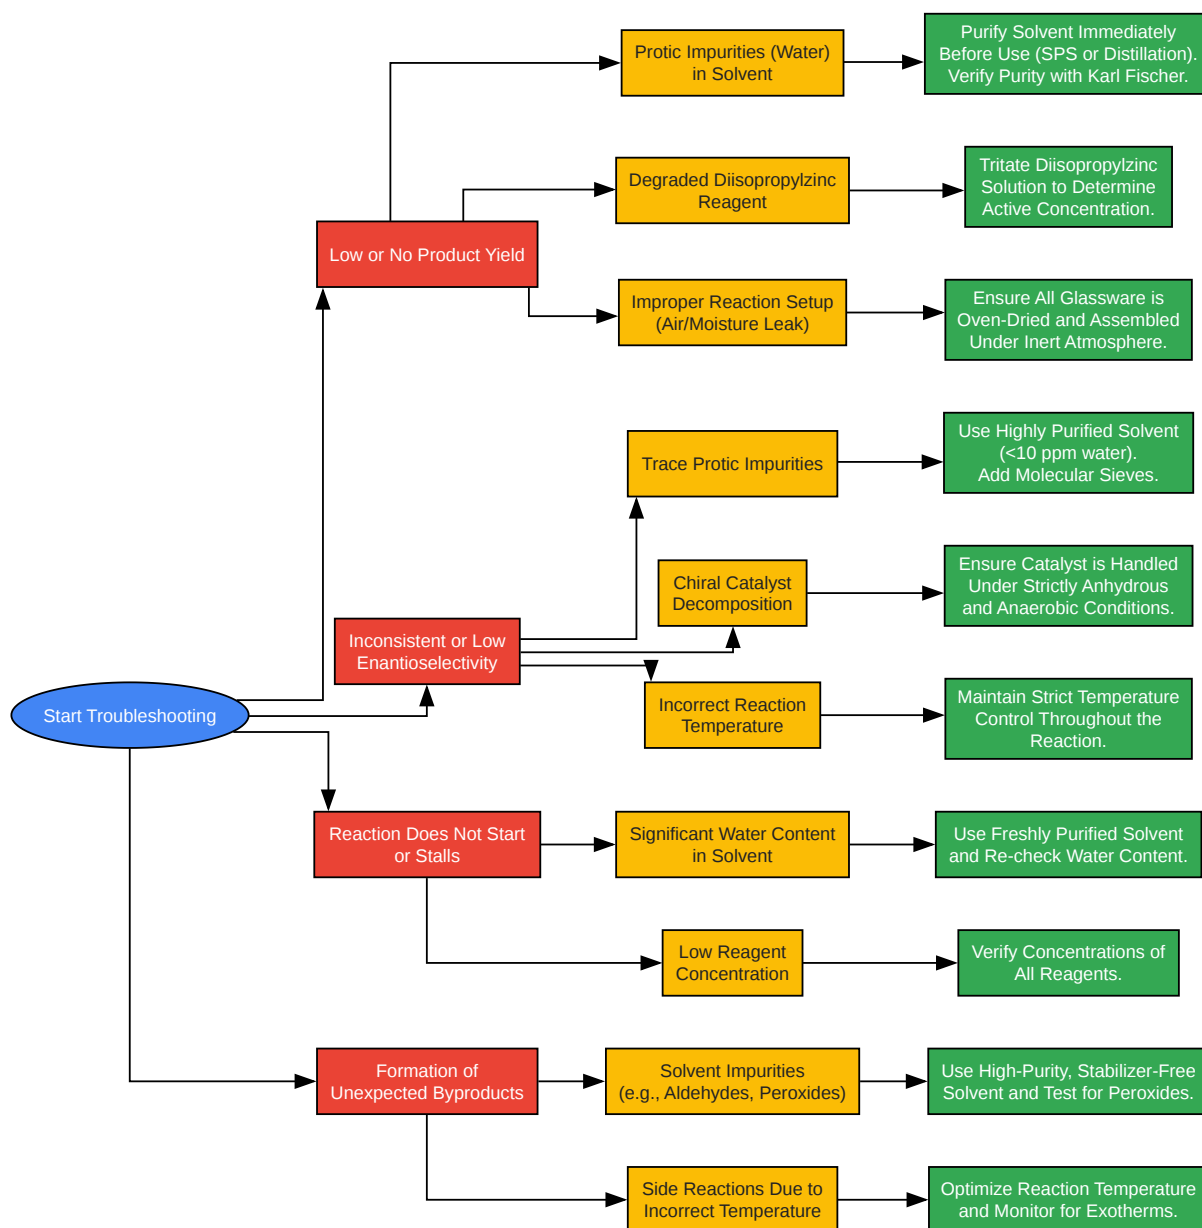 Protic Impurities (Water)
in Solvent
Purify Solvent Immediately
Before Use (SPS or Distillation).
Verify Purity with Karl Fischer.
Degraded Diisopropylzinc
Reagent
Tritate Diisopropylzinc
Solution to Determine
Active Concentration.
Low or No Product Yield
Improper Reaction Setup
(Air/Moisture Leak)
Ensure All Glassware is
Oven-Dried and Assembled
Under Inert Atmosphere.
Trace Protic Impurities
Use Highly Purified Solvent
(<10 ppm water).
Add Molecular Sieves.
Chiral Catalyst
Decomposition
Ensure Catalyst is Handled
Under Strictly Anhydrous
and Anaerobic Conditions.
Inconsistent or Low
Enantioselectivity
Start Troubleshooting
Incorrect Reaction
Temperature
Maintain Strict Temperature
Control Throughout the
Reaction.
Reaction Does Not Start
or Stalls
Significant Water Content
in Solvent
Use Freshly Purified Solvent
and Re-check Water Content.
Low Reagent
Concentration
Verify Concentrations of
All Reagents.
Formation of
Unexpected Byproducts
Solvent Impurities
(e.g., Aldehydes, Peroxides)
Use High-Purity, Stabilizer-Free
Solvent and Test for Peroxides.
Side Reactions Due to
Incorrect Temperature
Optimize Reaction Temperature
and Monitor for Exotherms.